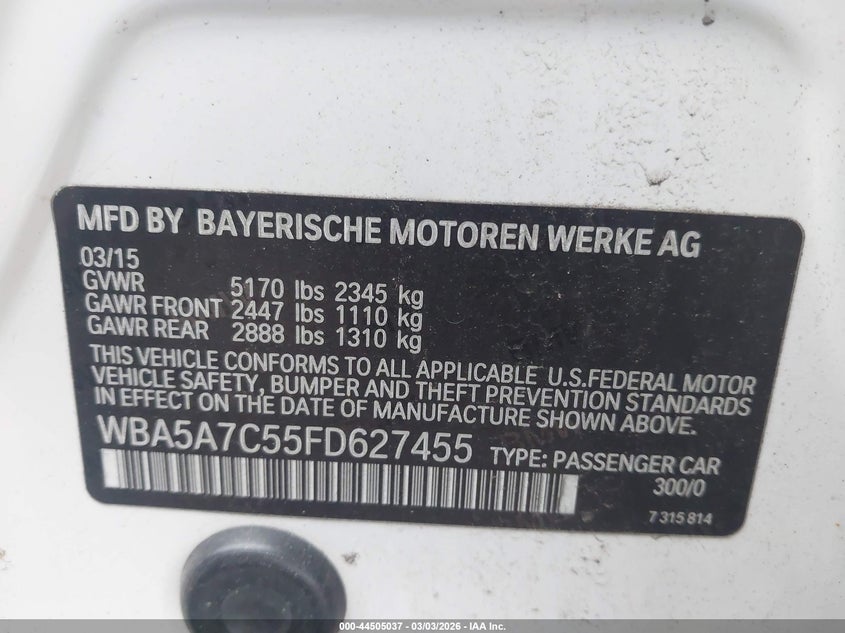 MFD BY BAYERISCHE MOTOREN WERKE AG
03/15
GVWR 5170 lbs 2345 kg
GAWR FRONT 2447 lbs 1110 kg
GAWR REAR 2888 lbs 1310 kg
THIS VEHICLE CONFORMS TO ALL APPLICABLE U.S.FEDERAL MOTOR
VEHICLE SAFETY, BUMPER AND THEFT PREVENTION STANDARDS
IN EFFECT ON THE DATE OF MANUFACTURE SHOWN ABOVE.
WBA5A7C55FD627455 TYPE: PASSENGER CAR
300/0
7 315 814
000-44505037 - 03/03/2026 - IAA Inc.